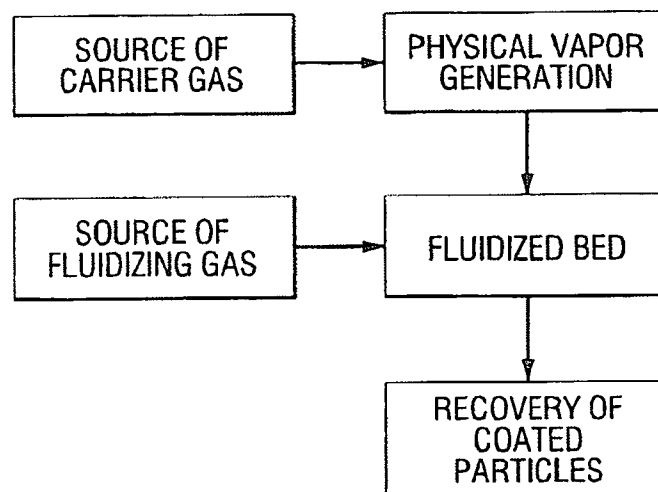 SOURCE OF
CARRIER GAS
PHYSICAL VAPOR
GENERATION
SOURCE OF
FLUIDIZING GAS
FLUIDIZED BED
RECOVERY OF
COATED
PARTICLES